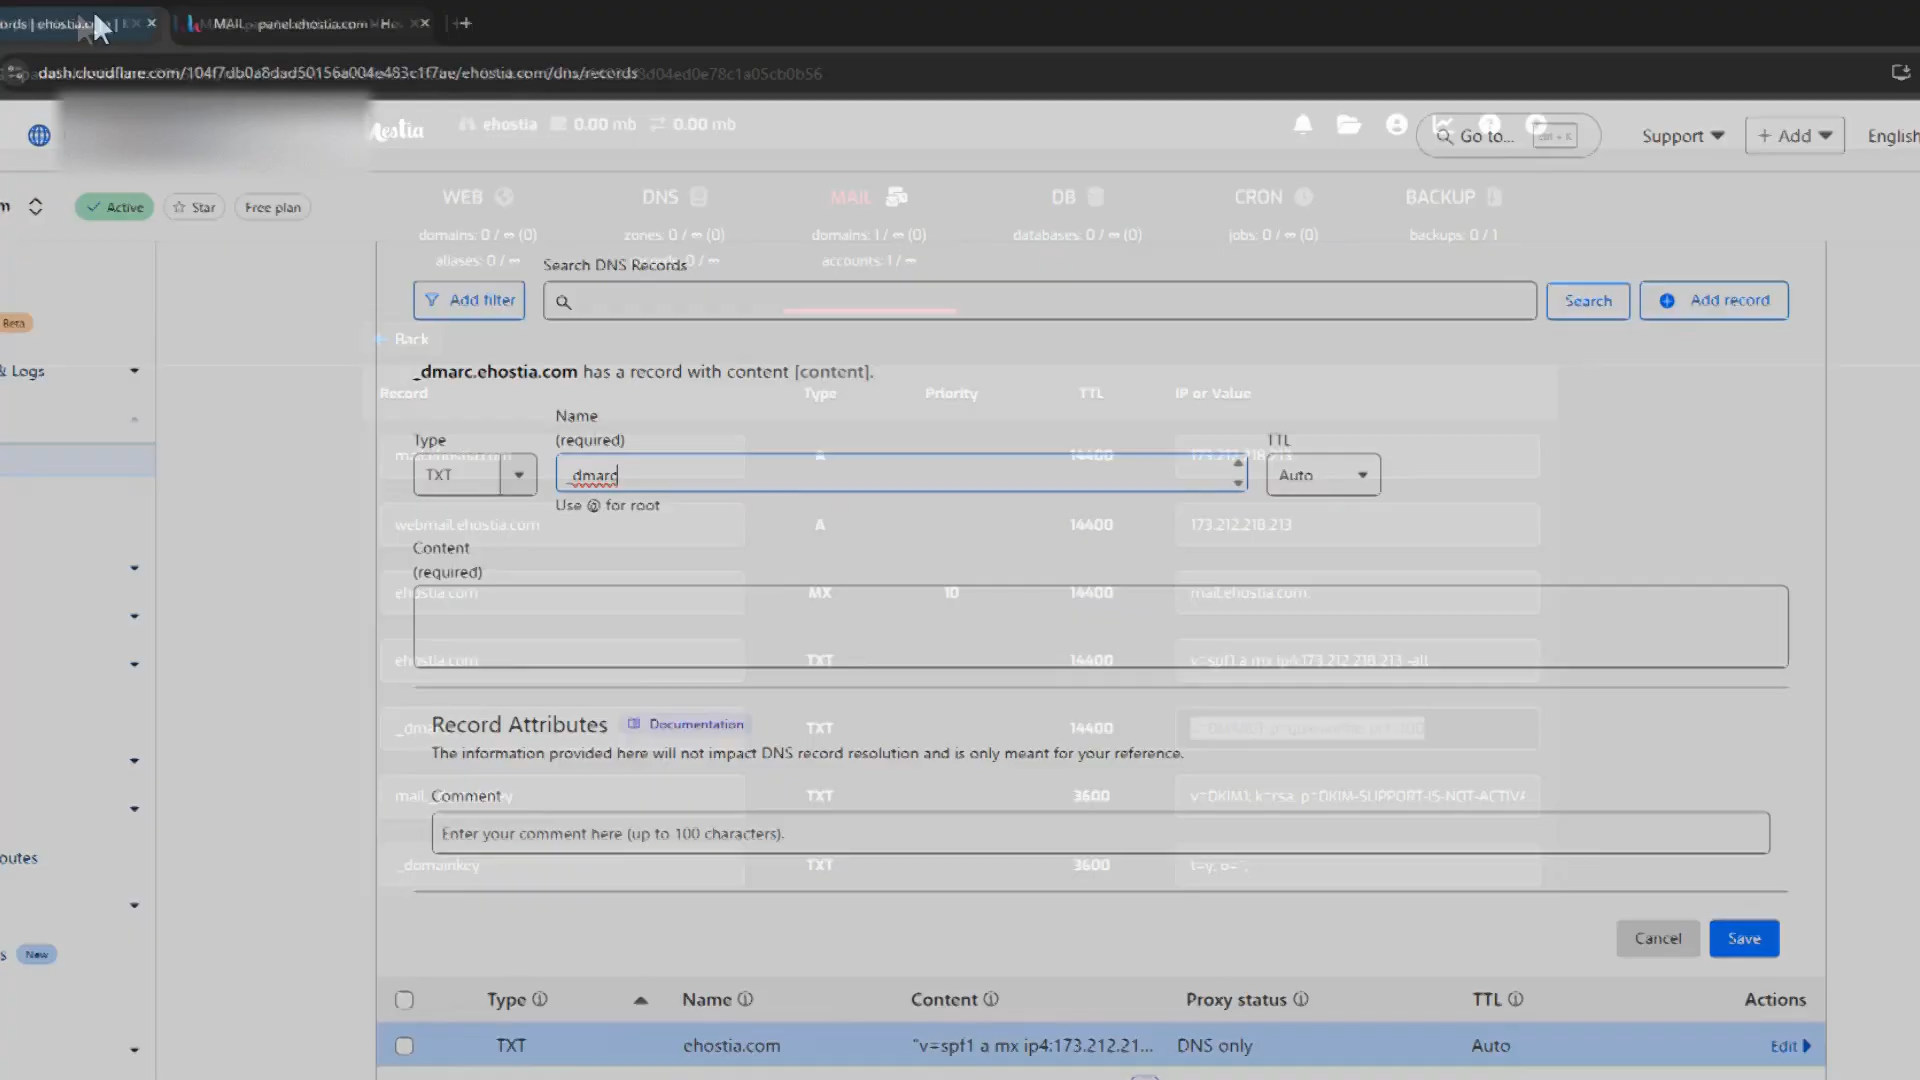 ords | ehostia.
MAIL - panel.ehostia.com - He
dash.cloudflare.com/104f7db0a8dad50156a004e483c1f7ae/ehostia.com/dns/records
Hestia
ehostia 0.00 mb 0.00 mb
Go to... ctrl + K
Support
+ Add
English
m
Active
Star
Free plan
WEB
DNS
MAIL
DB
CRON
BACKUP
domains: 0 / ∞ (0)
zones: 0 / ∞ (0)
domains: 1 / ∞ (0)
databases: 0 / ∞ (0)
jobs: 0 / ∞ (0)
backups: 0 / 1
aliases: 0 / ∞
accounts: 1 / ∞
Search DNS Records
Add filter
Search
Add record
Beta
Back
& Logs
_dmarc.ehostia.com has a record with content [content].
Record
Type
Priority
TTL
IP or Value
Name
(required)
Type
TTL
mail.ehostia.com
A
14400
173.212.218.213
TXT
_dmarc
Auto
Use @ for root
webmail.ehostia.com
A
14400
173.212.218.213
Content
(required)
ehostia.com
MX
10
14400
mail.ehostia.com.
ehostia.com
TXT
14400
v=spf1 a mx ip4:173.212.218.213 -all
Record Attributes
Documentation
TXT
14400
The information provided here will not impact DNS record resolution and is only meant for your reference.
Comment
TXT
3600
v=DKIM1; k=rsa; p=DKIM-SUPPORT-IS-NOT-ACTIVA
Enter your comment here (up to 100 characters).
_domainkey
TXT
3600
outes
s New
Cancel
Save
Type
Name
Content
Proxy status
TTL
Actions
TXT
ehostia.com
"v=spf1 a mx ip4:173.212.21...
DNS only
Auto
Edit